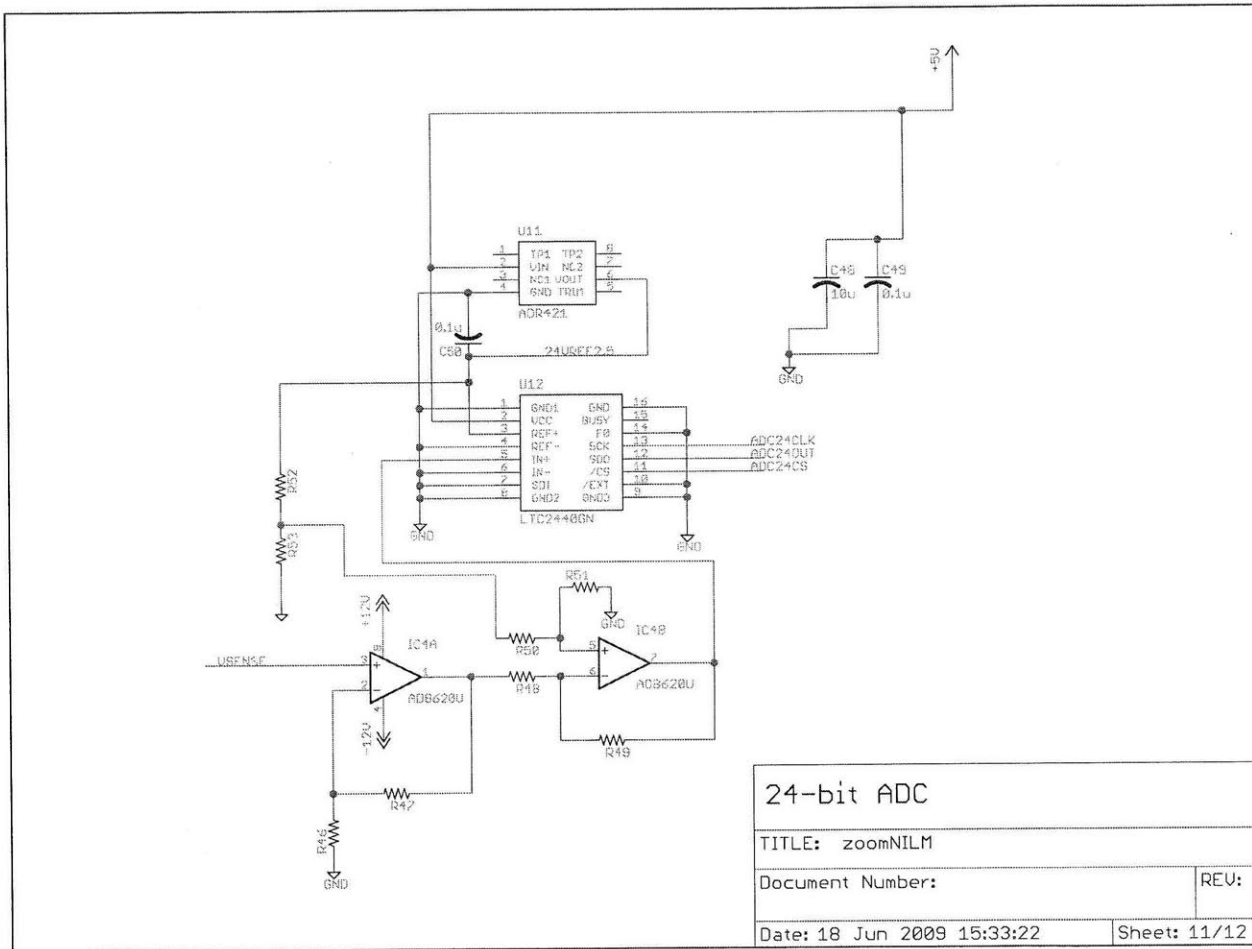 +5V
U11
1 TP1 TP2 8
2 VIN NC2 7
3 NC1 VOUT 6
4 GND TRIM 5
ADR421
0.1u
C50
24VREF2.5
C48
10u
C49
0.1u
GND
U12
1 GND1 GND 16
2 VCC BUSY 15
3 REF+ F0 14
4 REF- SCK 13
5 IN+ SDO 12
6 IN- /CS 11
7 SDI /EXT 10
8 GND2 GND3 9
LTC2440GN
ADC24CLK
ADC24OUT
ADC24CS
GND
GND
R52
R53
R51
GND
+12V
IC4A
R50
IC4B
VSENSE
3
2
8
1
4
AD8620U
-12V
R48
5
6
7
AD8620U
R49
R47
R46
GND
24-bit ADC
TITLE: zoomNILM
Document Number:
REV:
Date: 18 Jun 2009 15:33:22
Sheet: 11/12